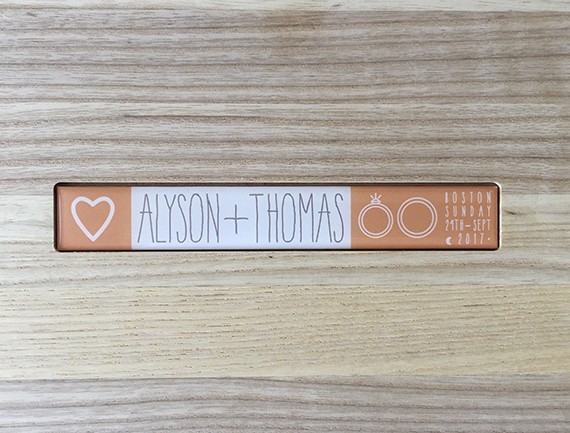 ALYSON+THOMAS
BOSTON
SUNDAY
24TH-SEPT
2017